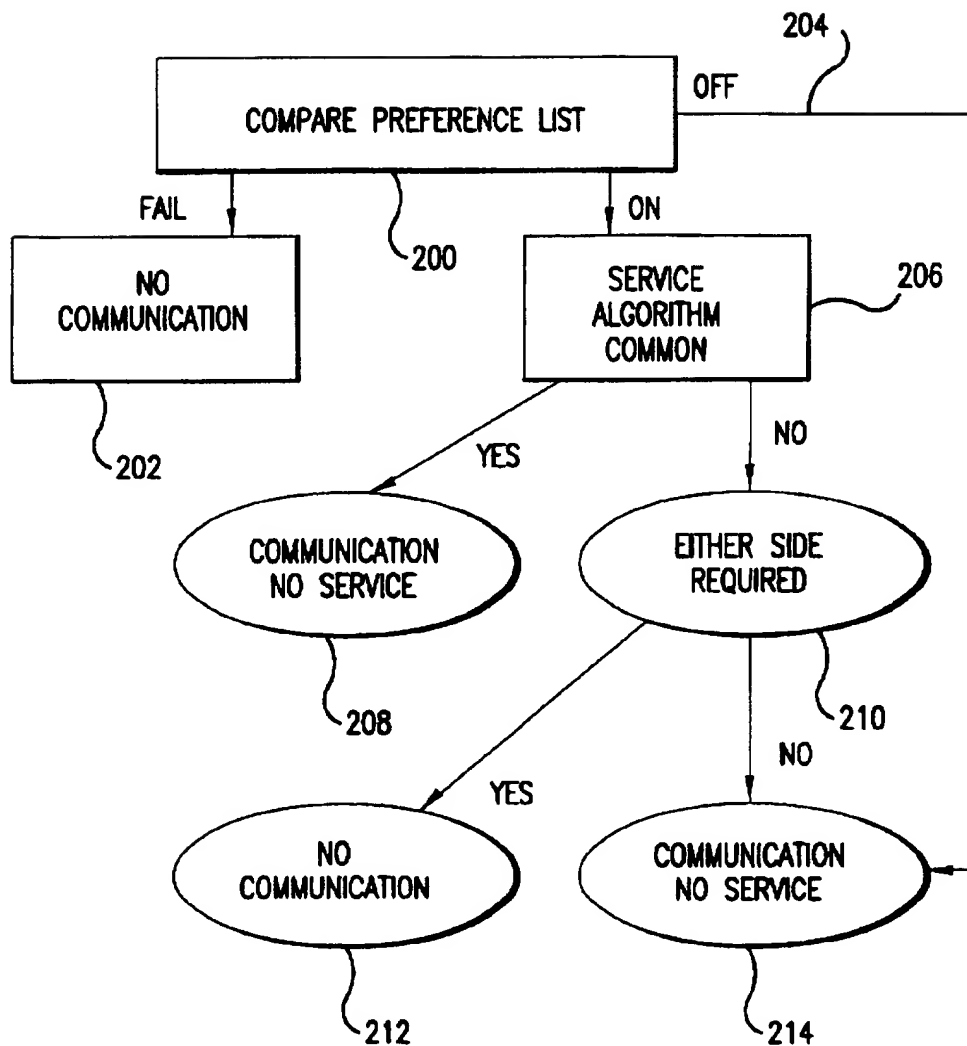 204
OFF
COMPARE PREFERENCE LIST
FAIL
ON
200
NO
COMMUNICATION
SERVICE
ALGORITHM
COMMON
206
202
YES
NO
COMMUNICATION
NO SERVICE
EITHER SIDE
REQUIRED
208
210
YES
NO
NO
COMMUNICATION
COMMUNICATION
NO SERVICE
212
214